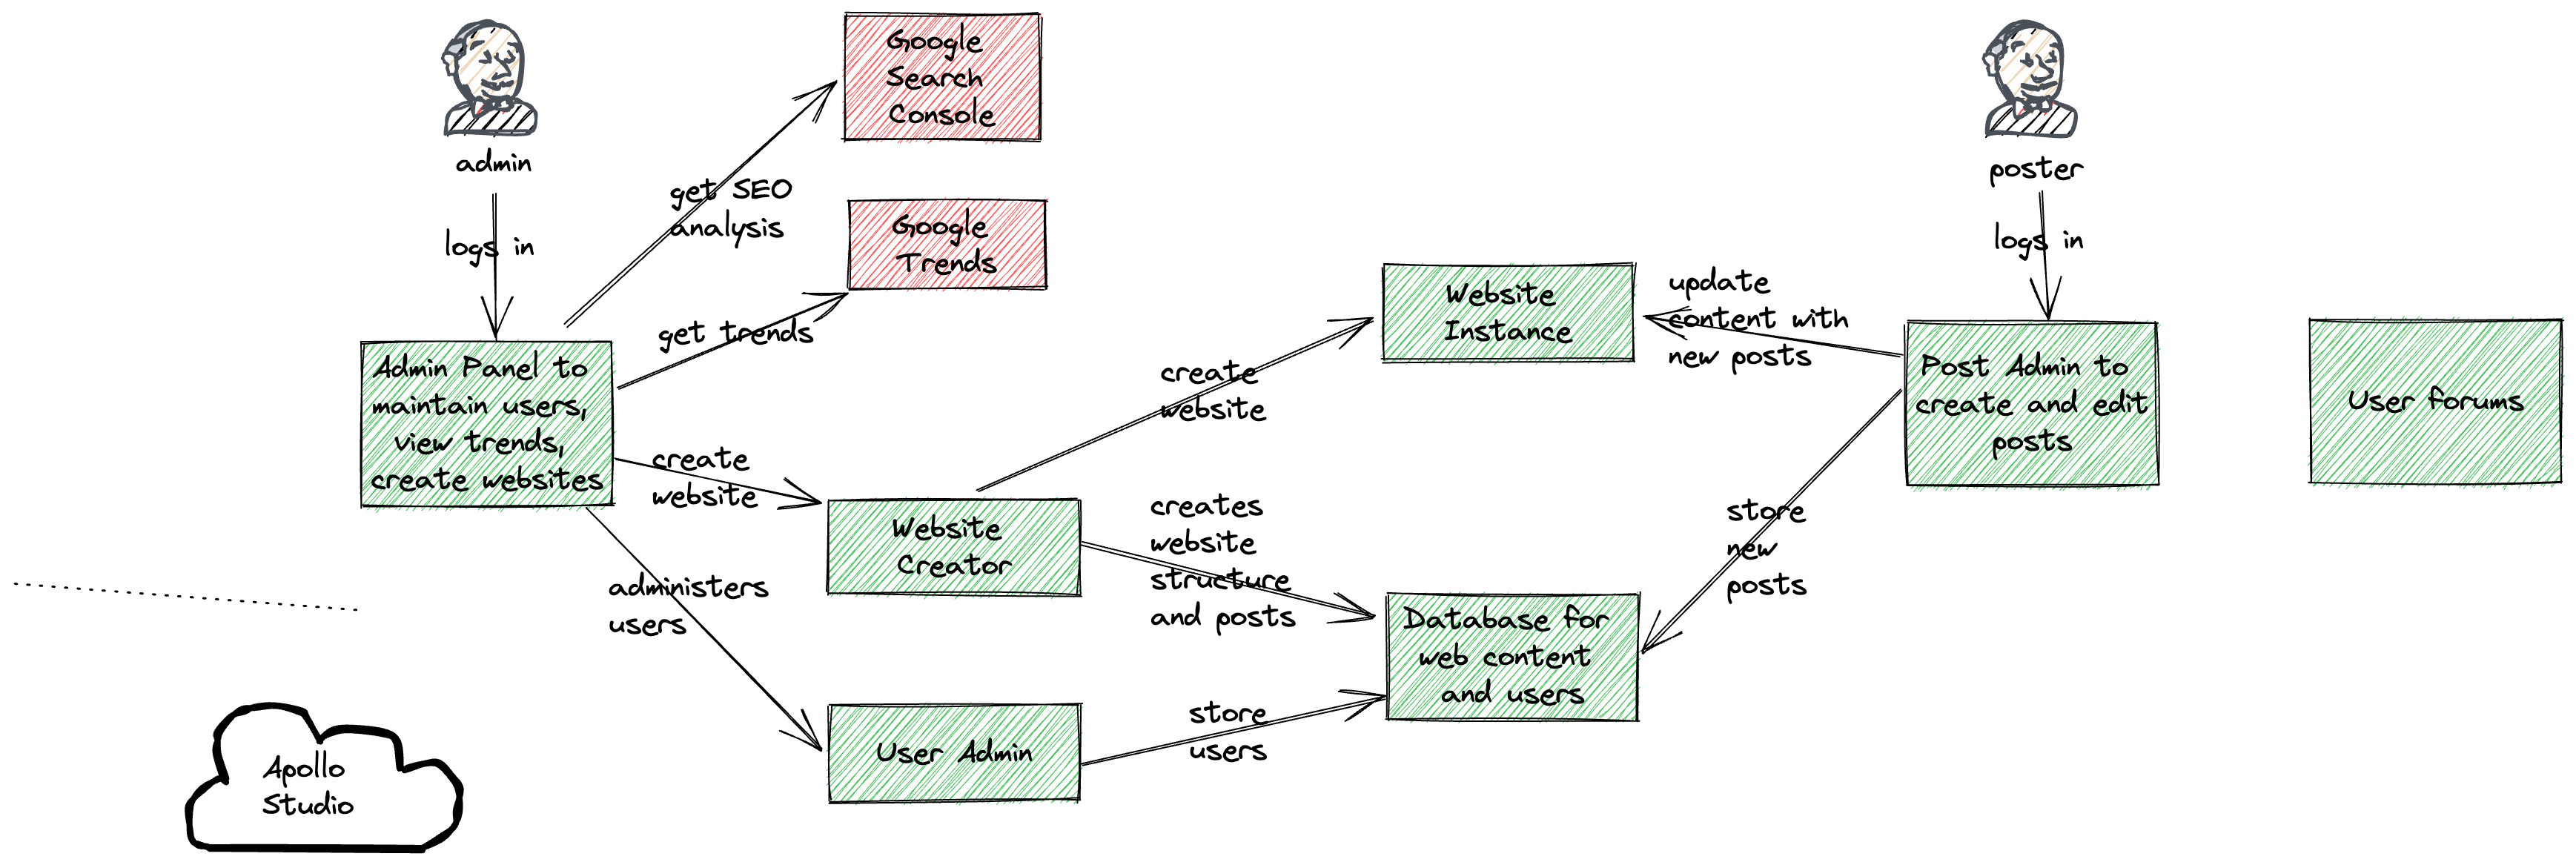 Google
Search
Console
admin
poster
get SEO
analysis
Google
Trends
logs in
logs in
get trends
Website
Instance
update
content with
new posts
Admin Panel to
maintain users,
view trends,
create websites
Post Admin to
create and edit
posts
User forums
create
website
create
website
Website
Creator
creates
website
structure
and posts
store
new
posts
administers
users
Database for
web content
and users
User Admin
store
users
Apollo
Studio